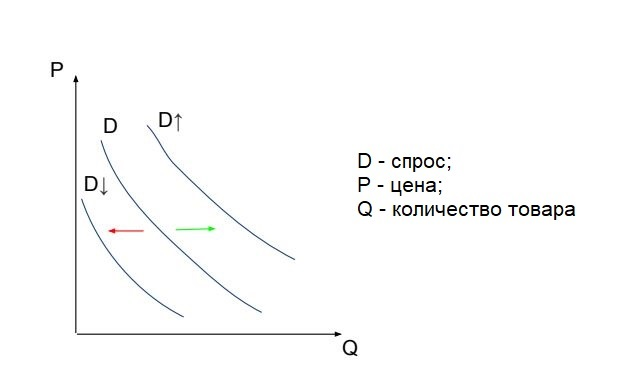 P
D
D↑
D↓
Q
D - спрос;
P - цена;
Q - количество товара